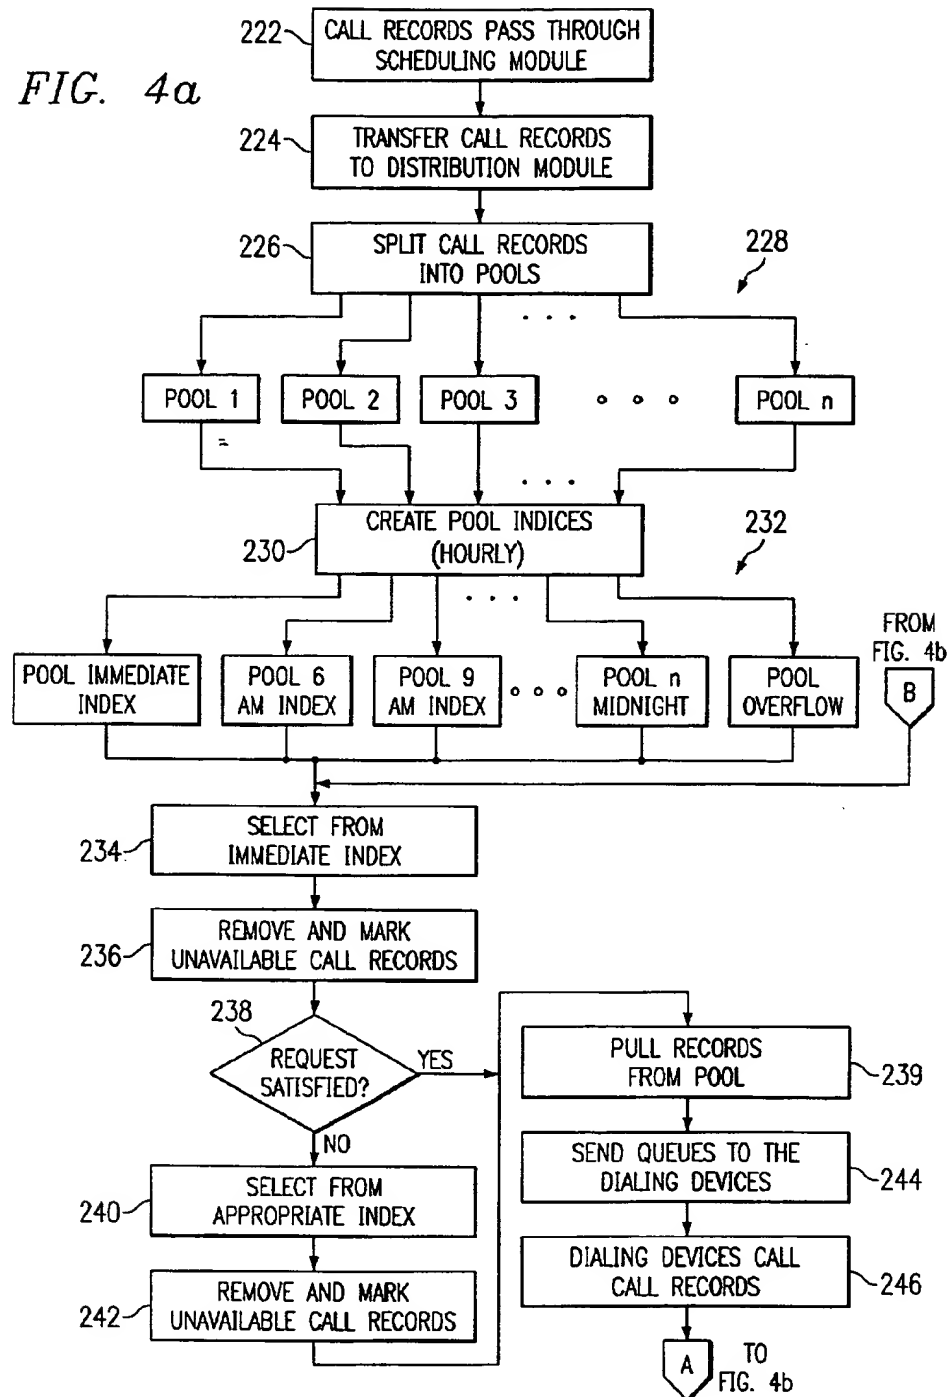 FIG. 4a
222
CALL RECORDS PASS THROUGH
SCHEDULING MODULE
224
TRANSFER CALL RECORDS
TO DISTRIBUTION MODULE
226
SPLIT CALL RECORDS
INTO POOLS
228
POOL 1
POOL 2
POOL 3
POOL n
230
CREATE POOL INDICES
(HOURLY)
232
POOL IMMEDIATE
INDEX
POOL 6
AM INDEX
POOL 9
AM INDEX
POOL n
MIDNIGHT
POOL
OVERFLOW
FROM
FIG. 4b
B
234
SELECT FROM
IMMEDIATE INDEX
236
REMOVE AND MARK
UNAVAILABLE CALL RECORDS
238
REQUEST
SATISFIED?
YES
NO
240
SELECT FROM
APPROPRIATE INDEX
242
REMOVE AND MARK
UNAVAILABLE CALL RECORDS
PULL RECORDS
FROM POOL
239
SEND QUEUES TO THE
DIALING DEVICES
244
DIALING DEVICES CALL
CALL RECORDS
246
A
TO
FIG. 4b